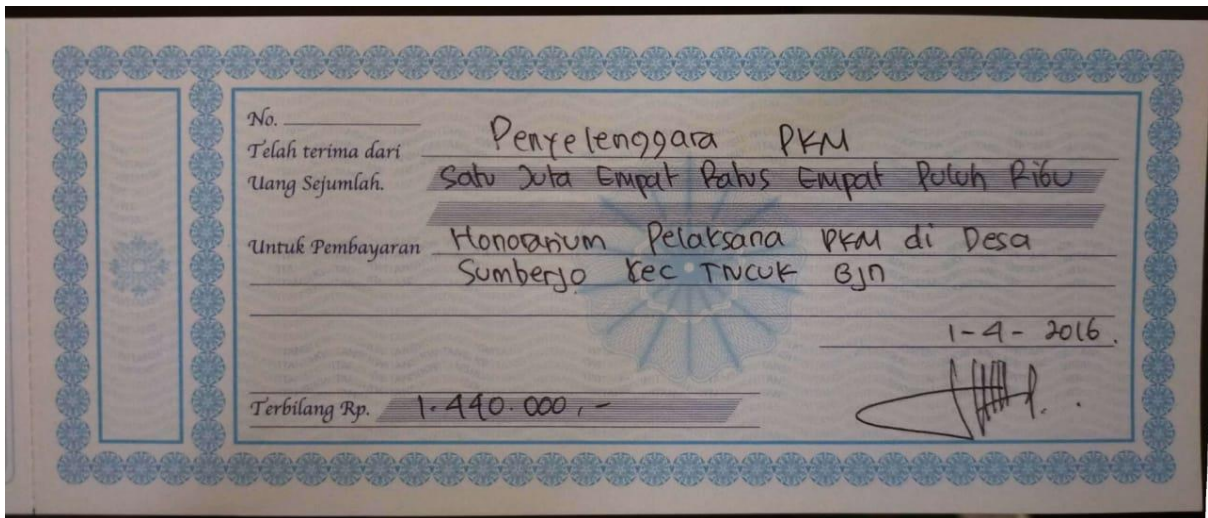 No.
Telah terima dari Penyelenggara PKM
Uang Sejumlah. Satu Juta Empat Ratus Empat Puluh Ribu
Untuk Pembayaran Honorarium Pelaksana PKM di Desa
Sumberjo Kec TNCUK Bjn
1-4-2016.
Terbilang Rp. 1.440.000,-